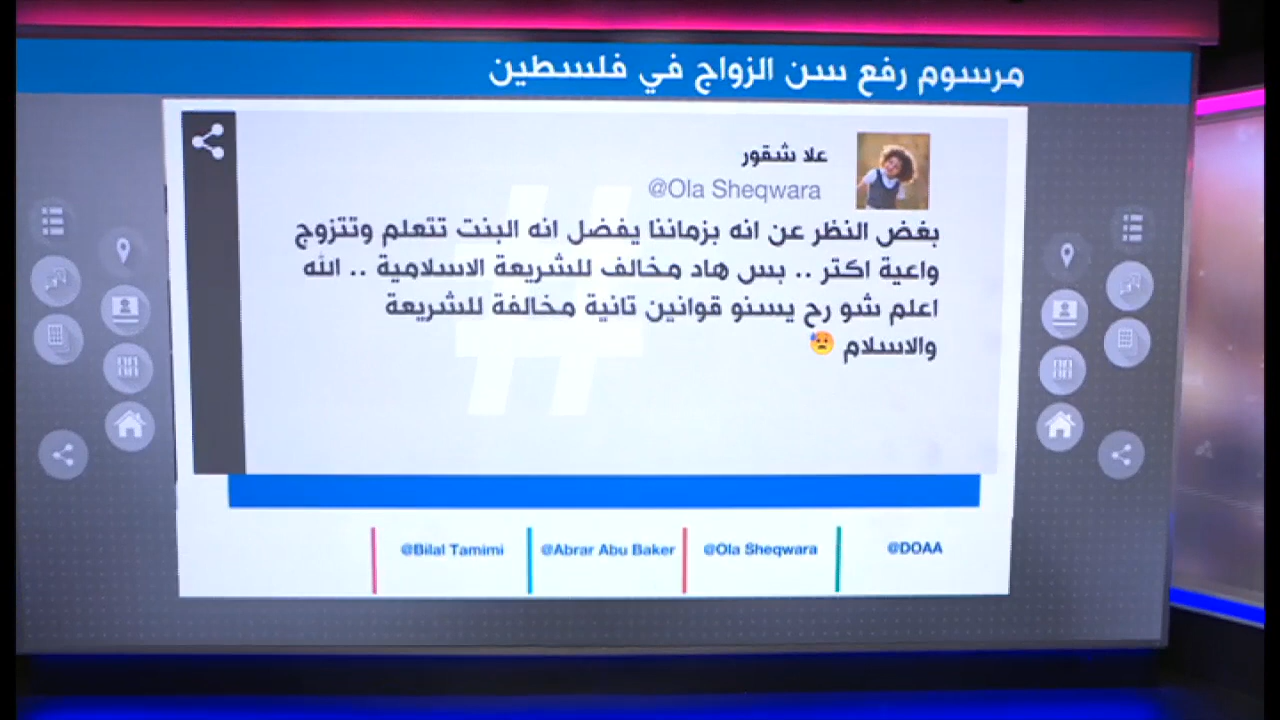 مرسوم رفع سن الزواج في فلسطين
علا شقور
@Ola Sheqwara
بغض النظر عن انه بزماننا يفضل انه البنت تتعلم وتتزوج
واعية اكتر .. بس هاد مخالف للشريعة الاسلامية .. الله
اعلم شو رح يسنو قوانين تانية مخالفة للشريعة
والاسلام 😓
@Bilal Tamimi @Abrar Abu Baker @Ola Sheqwara @DOAA